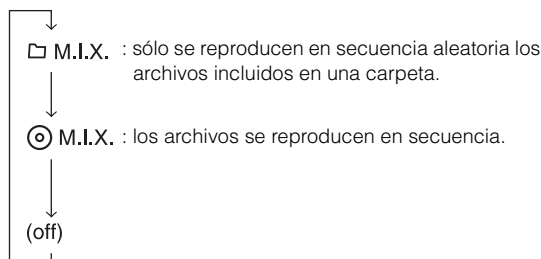 M.I.X. : sólo se reproducen en secuencia aleatoria los
archivos incluidos en una carpeta.
M.I.X. : los archivos se reproducen en secuencia.
(off)